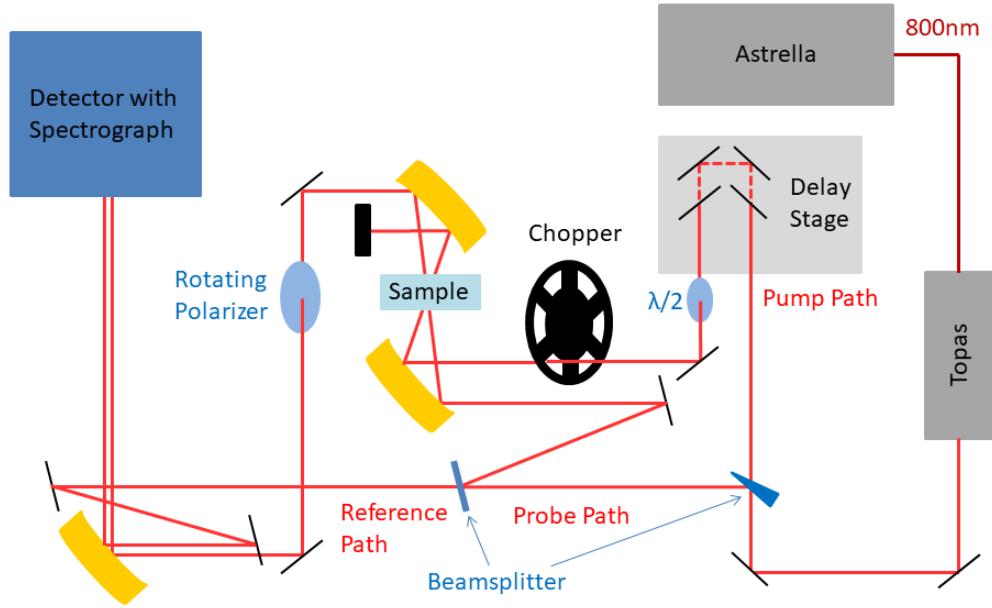 800nm
Astrella
Detector with
Spectrograph
Delay
Stage
Chopper
Rotating
Polarizer
Sample
λ/2
Pump Path
Topas
Reference
Path
Probe Path
Beamsplitter